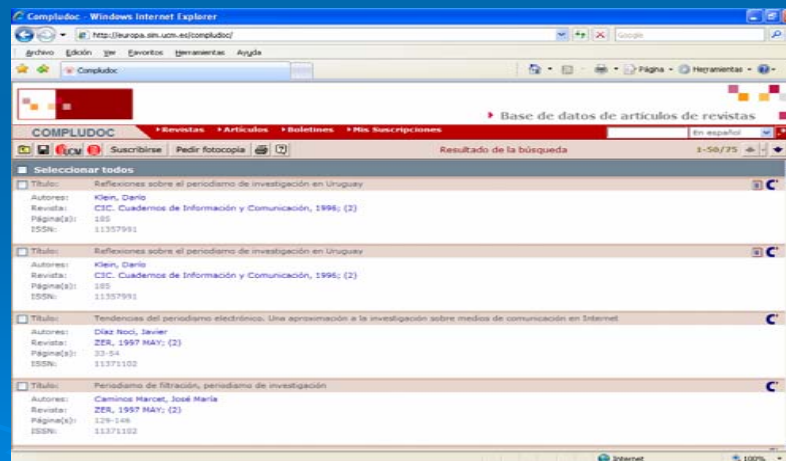 Compludoc - Windows Internet Explorer
http://europa.sim.ucm.es/compludoc/
Google
Archivo Edición Ver Favoritos Herramientas Ayuda
Compludoc
Página Herramientas
Base de datos de artículos de revistas
COMPLUDOC Revistas Artículos Boletines Mis Suscripciones En español
UCM Suscribirse Pedir fotocopia Resultado de la búsqueda 1-50/75
Seleccionar todos
Título: Reflexiones sobre el periodismo de investigación en Uruguay
Autores: Klein, Darío
Revista: CIC. Cuadernos de Información y Comunicación, 1996; (2)
Página(s): 185
ISSN: 11357991
Título: Reflexiones sobre el periodismo de investigación en Uruguay
Autores: Klein, Darío
Revista: CIC. Cuadernos de Información y Comunicación, 1996; (2)
Página(s): 185
ISSN: 11357991
Título: Tendencias del periodismo electrónico. Una aproximación a la investigación sobre medios de comunicación en Internet
Autores: Díaz Noci, Javier
Revista: ZER, 1997 MAY; (2)
Página(s): 33-54
ISSN: 11371102
Título: Periodismo de filtración, periodismo de investigación
Autores: Caminos Marcet, José María
Revista: ZER, 1997 MAY; (2)
Página(s): 129-146
ISSN: 11371102
Internet 100%